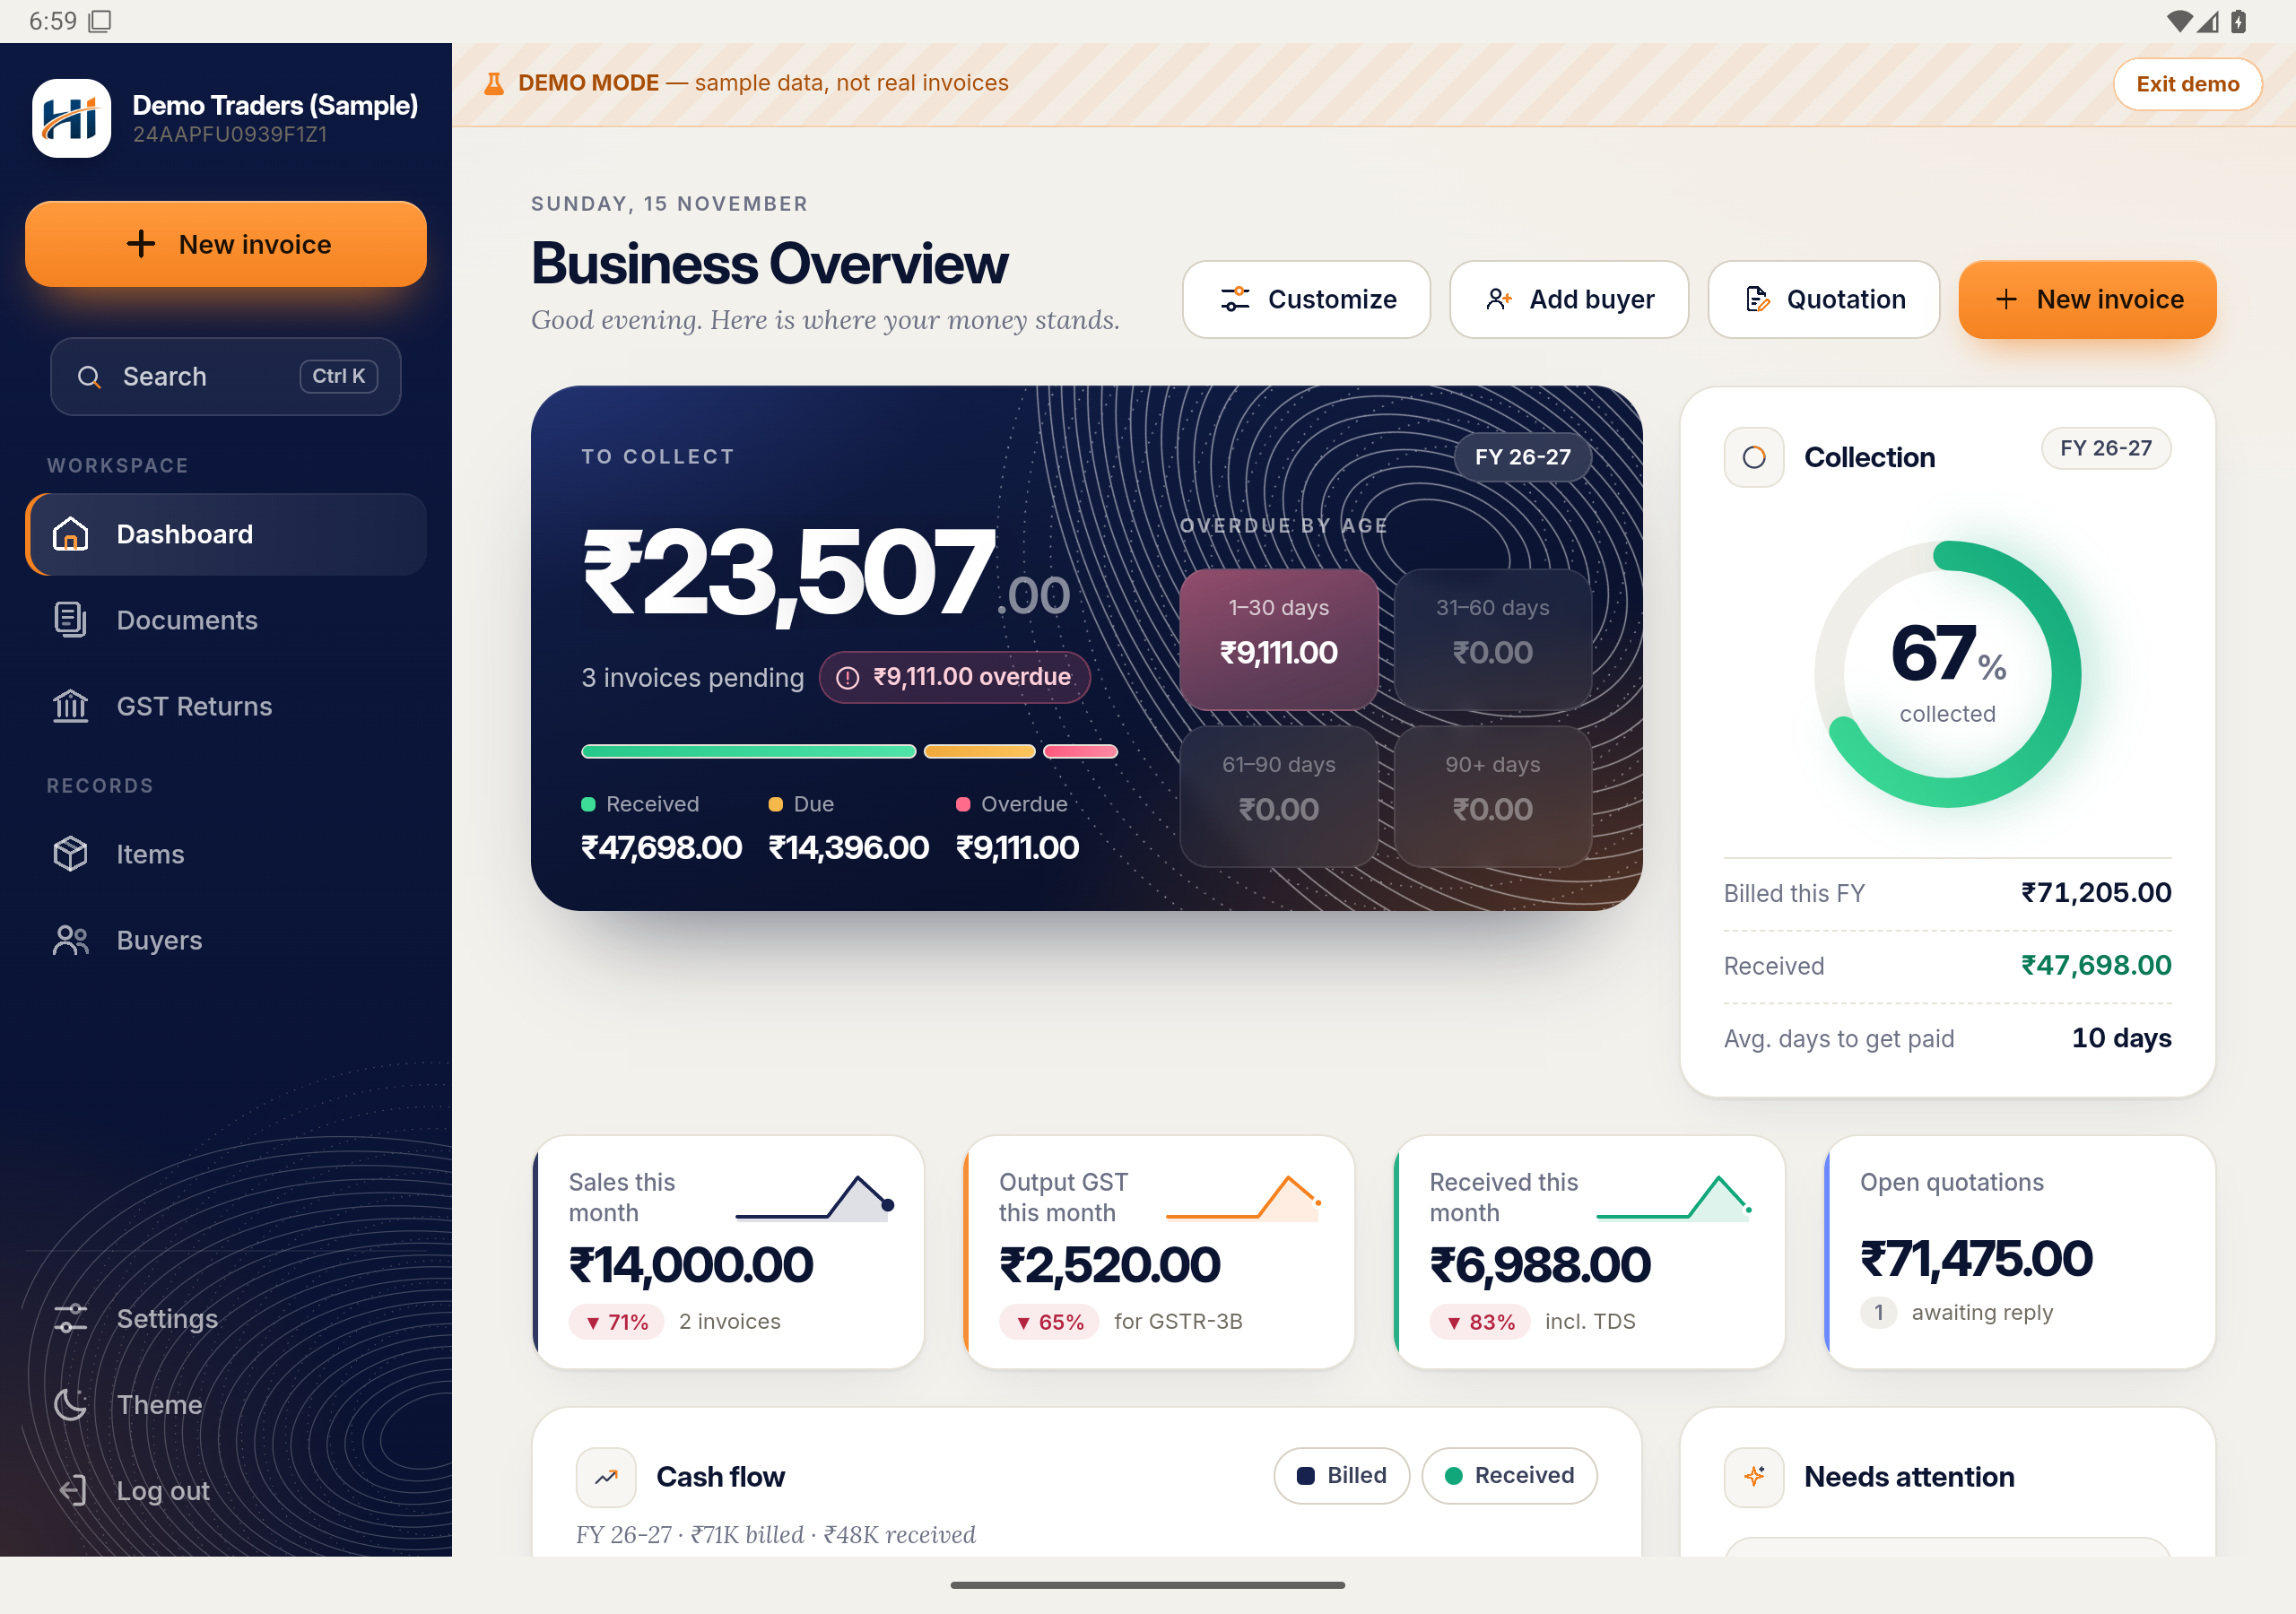 6:59
Hi
Demo Traders (Sample)
24AAPFU0939F1Z1
New invoice
Search
Ctrl K
WORKSPACE
Dashboard
Documents
GST Returns
RECORDS
Items
Buyers
Settings
Theme
Log out
DEMO MODE — sample data, not real invoices
Exit demo
SUNDAY, 15 NOVEMBER
Business Overview
Good evening. Here is where your money stands.
Customize
Add buyer
Quotation
New invoice
TO COLLECT
FY 26-27
₹23,507.00
3 invoices pending
₹9,111.00 overdue
Received
₹47,698.00
Due
₹14,396.00
Overdue
₹9,111.00
OVERDUE BY AGE
1–30 days
₹9,111.00
31–60 days
₹0.00
61–90 days
₹0.00
90+ days
₹0.00
Collection
FY 26-27
67%
collected
Billed this FY
₹71,205.00
Received
₹47,698.00
Avg. days to get paid
10 days
Sales this
month
₹14,000.00
▼ 71%
2 invoices
Output GST
this month
₹2,520.00
▼ 65%
for GSTR-3B
Received this
month
₹6,988.00
▼ 83%
incl. TDS
Open quotations
₹71,475.00
1
awaiting reply
Cash flow
Billed
Received
FY 26-27 · ₹71K billed · ₹48K received
Needs attention